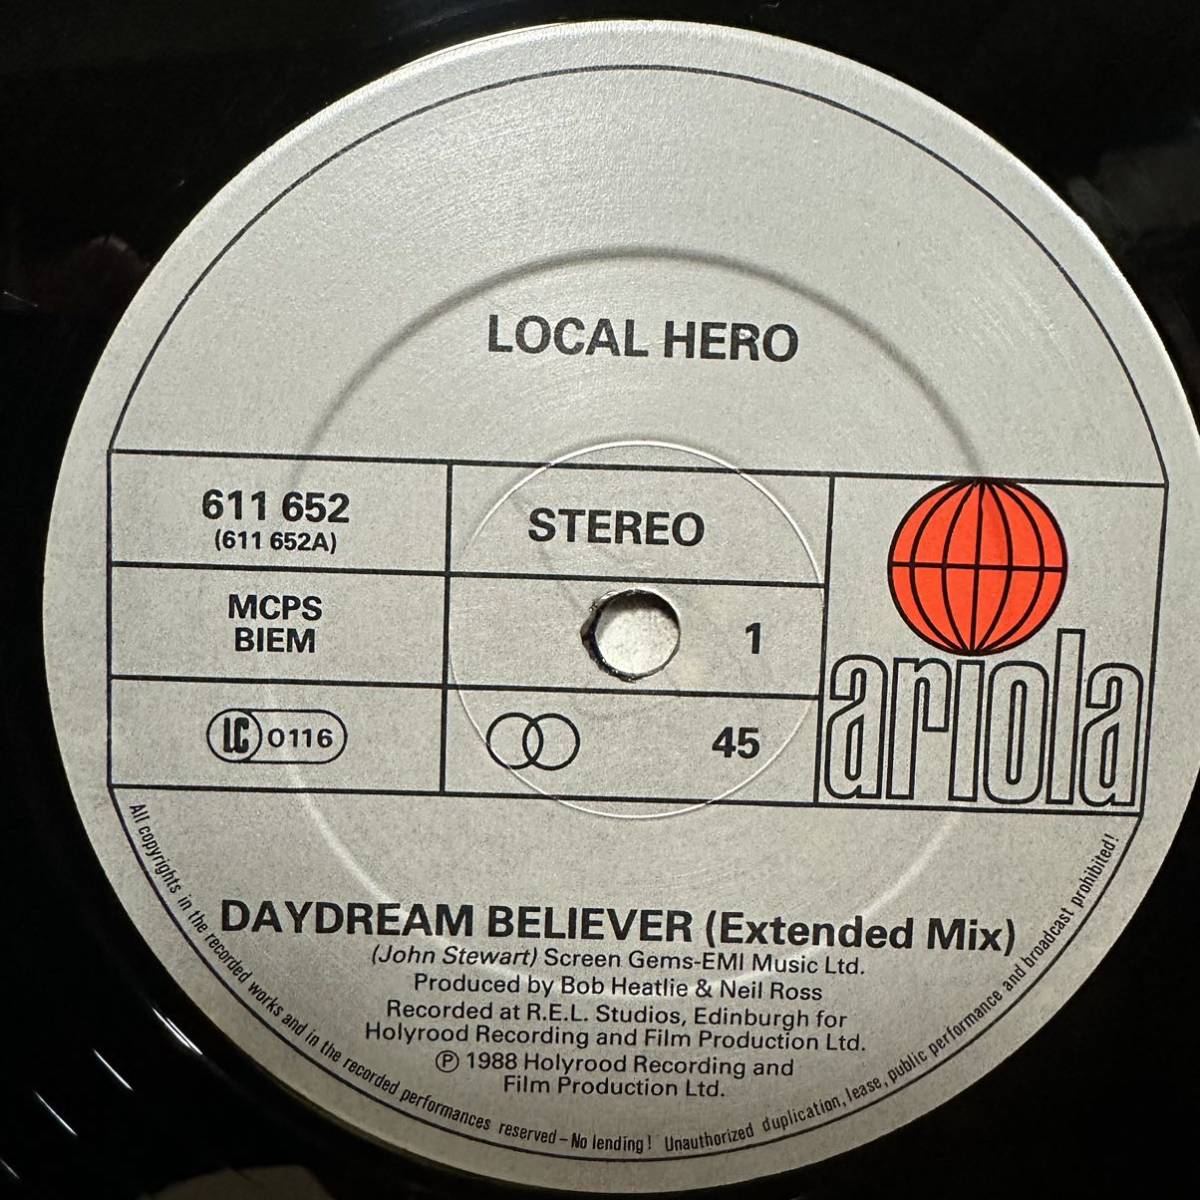 LOCAL HERO
611 652
(611 652A)
STEREO
MCPS
BIEM
1
LC 0116
45
ariola
DAYDREAM BELIEVER (Extended Mix)
(John Stewart) Screen Gems-EMI Music Ltd.
Produced by Bob Heatlie & Neil Ross
Recorded at R.E.L. Studios, Edinburgh for
Holyrood Recording and Film Production Ltd.
Ⓟ 1988 Holyrood Recording and
Film Production Ltd.
All copyrights in the recorded works and in the recorded performances reserved – No lending! Unauthorized duplication, lease, public performance and broadcast prohibited!